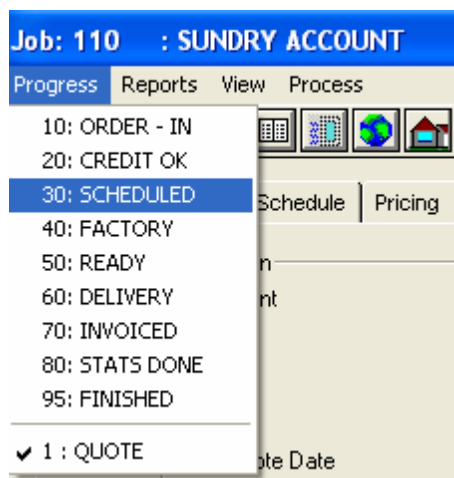 Job: 110 : SUNDRY ACCOUNT
Progress Reports View Process
10: ORDER - IN
20: CREDIT OK
30: SCHEDULED
Schedule Pricing
40: FACTORY
50: READY
60: DELIVERY
70: INVOICED
80: STATS DONE
95: FINISHED
1 : QUOTE
Date